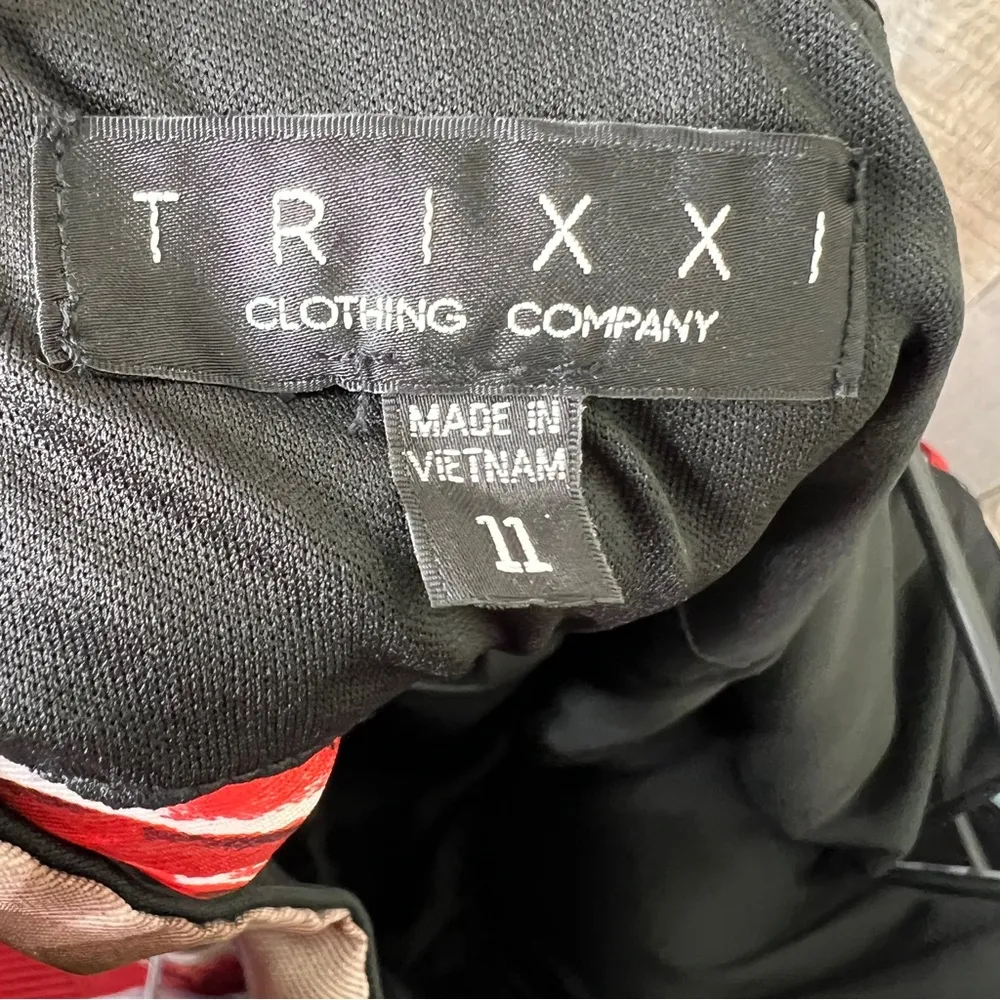 TRIXXI
CLOTHING COMPANY
MADE IN
VIETNAM
11